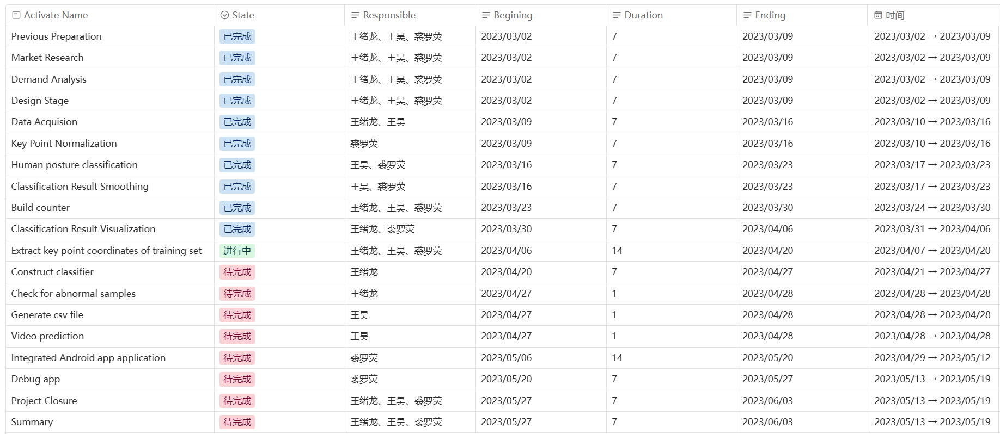 Activate Name State Responsible Begining Duration Ending 时间
Previous Preparation 已完成 王绪龙、王昊、裘罗荧 2023/03/02 7 2023/03/09 2023/03/02 → 2023/03/09
Market Research 已完成 王绪龙、王昊、裘罗荧 2023/03/02 7 2023/03/09 2023/03/02 → 2023/03/09
Demand Analysis 已完成 王绪龙、王昊、裘罗荧 2023/03/02 7 2023/03/09 2023/03/02 → 2023/03/09
Design Stage 已完成 王绪龙、王昊、裘罗荧 2023/03/02 7 2023/03/09 2023/03/02 → 2023/03/09
Data Acquision 已完成 王绪龙、王昊 2023/03/09 7 2023/03/16 2023/03/10 → 2023/03/16
Key Point Normalization 已完成 裘罗荧 2023/03/09 7 2023/03/16 2023/03/10 → 2023/03/16
Human posture classification 已完成 王昊、裘罗荧 2023/03/16 7 2023/03/23 2023/03/17 → 2023/03/23
Classification Result Smoothing 已完成 王昊、裘罗荧 2023/03/16 7 2023/03/23 2023/03/17 → 2023/03/23
Build counter 已完成 王绪龙、王昊、裘罗荧 2023/03/23 7 2023/03/30 2023/03/24 → 2023/03/30
Classification Result Visualization 已完成 王绪龙、裘罗荧 2023/03/30 7 2023/04/06 2023/03/31 → 2023/04/06
Extract key point coordinates of training set 进行中 王绪龙、王昊、裘罗荧 2023/04/06 14 2023/04/20 2023/04/07 → 2023/04/20
Construct classifier 待完成 王绪龙 2023/04/20 7 2023/04/27 2023/04/21 → 2023/04/27
Check for abnormal samples 待完成 王绪龙 2023/04/27 1 2023/04/28 2023/04/28 → 2023/04/28
Generate csv file 待完成 王昊 2023/04/27 1 2023/04/28 2023/04/28 → 2023/04/28
Video prediction 待完成 王昊 2023/04/27 1 2023/04/28 2023/04/28 → 2023/04/28
Integrated Android app application 待完成 裘罗荧 2023/05/06 14 2023/05/20 2023/04/29 → 2023/05/12
Debug app 待完成 裘罗荧 2023/05/20 7 2023/05/27 2023/05/13 → 2023/05/19
Project Closure 待完成 王绪龙、王昊、裘罗荧 2023/05/27 7 2023/06/03 2023/05/13 → 2023/05/19
Summary 待完成 王绪龙、王昊、裘罗荧 2023/05/27 7 2023/06/03 2023/05/13 → 2023/05/19